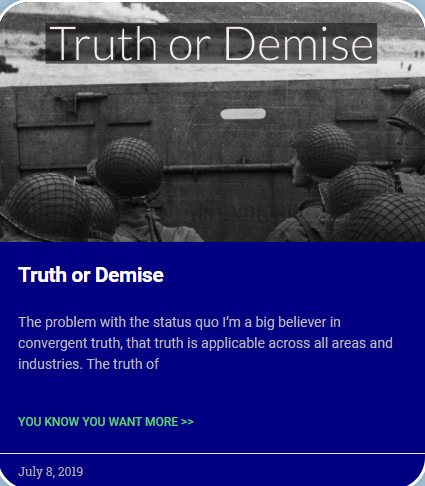 Truth or Demise
Truth or Demise
The problem with the status quo I'm a big believer in
convergent truth, that truth is applicable across all areas and
industries. The truth of
YOU KNOW YOU WANT MORE >>
July 8, 2019